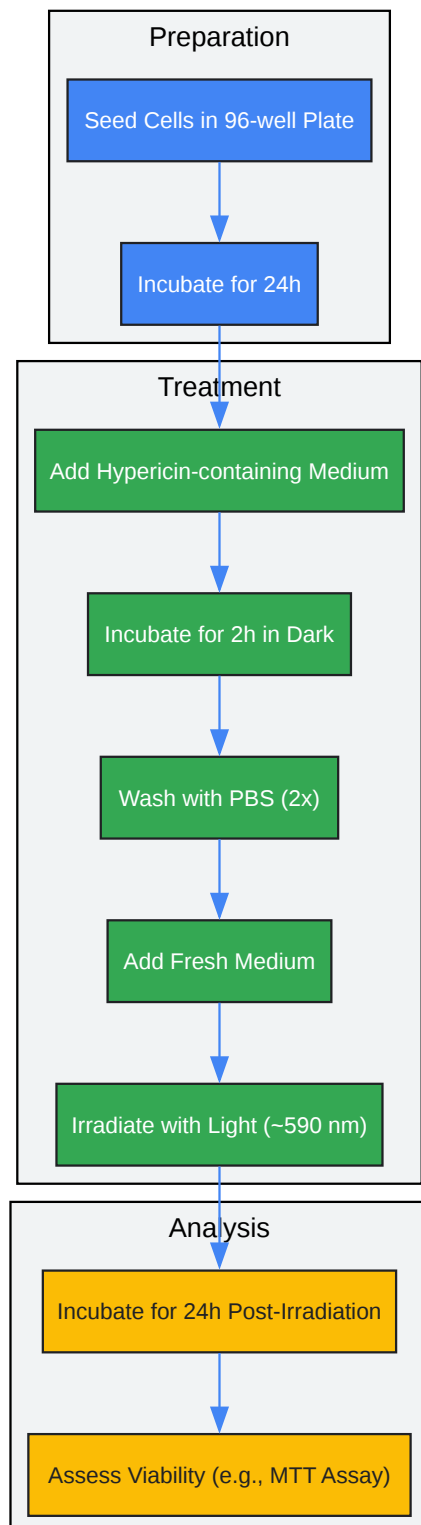 Preparation
Seed Cells in 96-well Plate
Incubate for 24h
Treatment
Add Hypericin-containing Medium
Incubate for 2h in Dark
Wash with PBS (2x)
Add Fresh Medium
Irradiate with Light (~590 nm)
Analysis
Incubate for 24h Post-Irradiation
Assess Viability (e.g., MTT Assay)